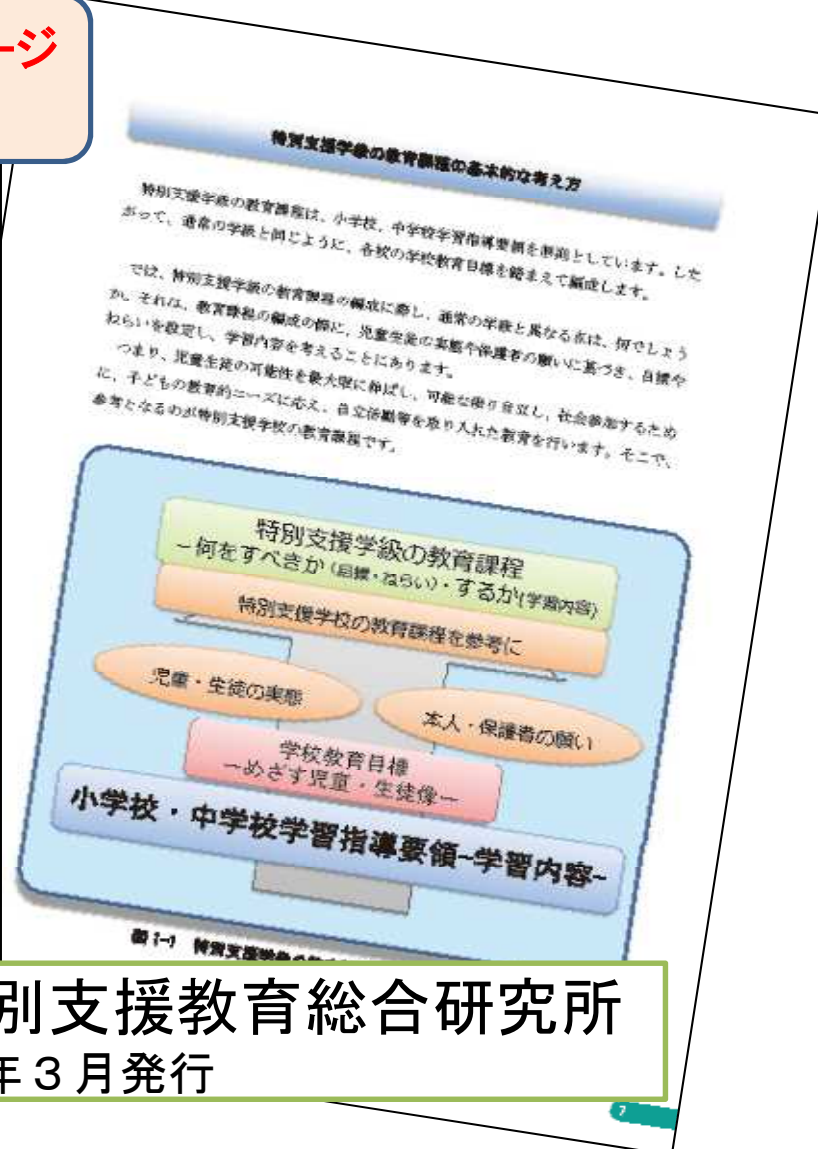 ージ
特別支援学級の教育課程の基本的な考え方
特別支援学級の教育課程は、小学校、中学校学習指導要領を基準としています。した
がって、通常の学級と同じように、各校の学校教育目標を踏まえて編成します。
では、特別支援学級の教育課程の編成に際し、通常の学級と異なる点は、何でしょう
か。それは、教育課程の編成の際に、児童生徒の実態や保護者の願いに基づき、目標や
ねらいを設定し、学習内容を考えることにあります。
つまり、児童生徒の可能性を最大限に伸ばし、可能な限り自立し、社会参加するため
に、子どもの教育的ニーズに応え、自立活動等を取り入れた教育を行います。そこで、
参考となるのが特別支援学校の教育課程です。
特別支援学級の教育課程
－何をすべきか（目標・ねらい）・するか(学習内容)
特別支援学校の教育課程を参考に
児童・生徒の実態
本人・保護者の願い
学校教育目標
ーめざす児童・生徒像ー
小学校・中学校学習指導要領~学習内容~
図1-1 特別支援学級の
別支援教育総合研究所
年３月発行
7